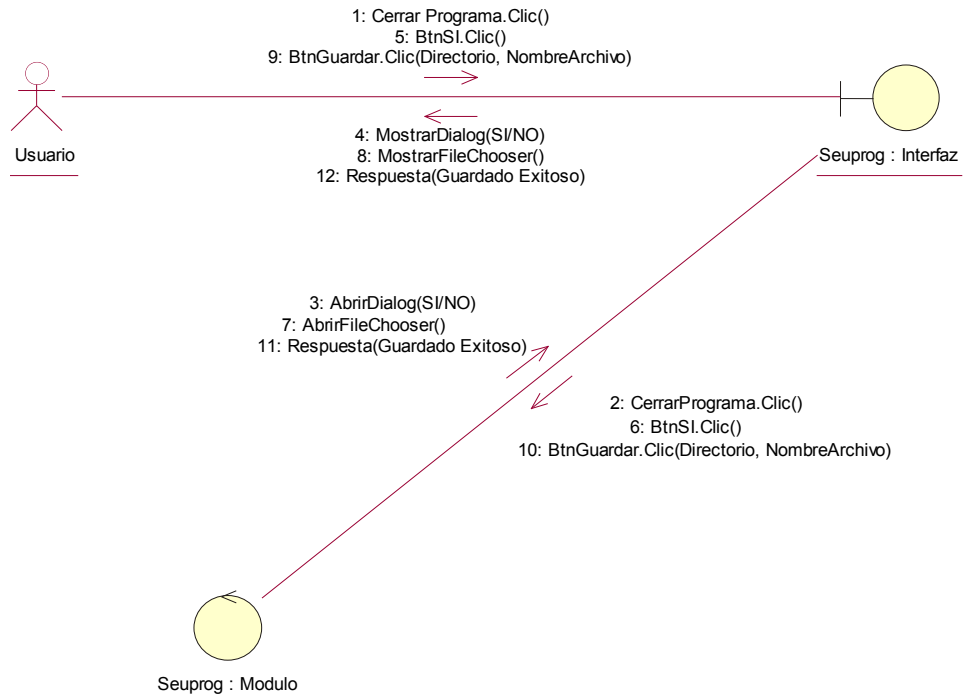 1: Cerrar Programa.Clic()
5: BtnSI.Clic()
9: BtnGuardar.Clic(Directorio, NombreArchivo)
4: MostrarDialog(SI/NO)
8: MostrarFileChooser()
12: Respuesta(Guardado Exitoso)
Usuario
Seuprog : Interfaz
3: AbrirDialog(SI/NO)
7: AbrirFileChooser()
11: Respuesta(Guardado Exitoso)
2: CerrarPrograma.Clic()
6: BtnSI.Clic()
10: BtnGuardar.Clic(Directorio, NombreArchivo)
Seuprog : Modulo